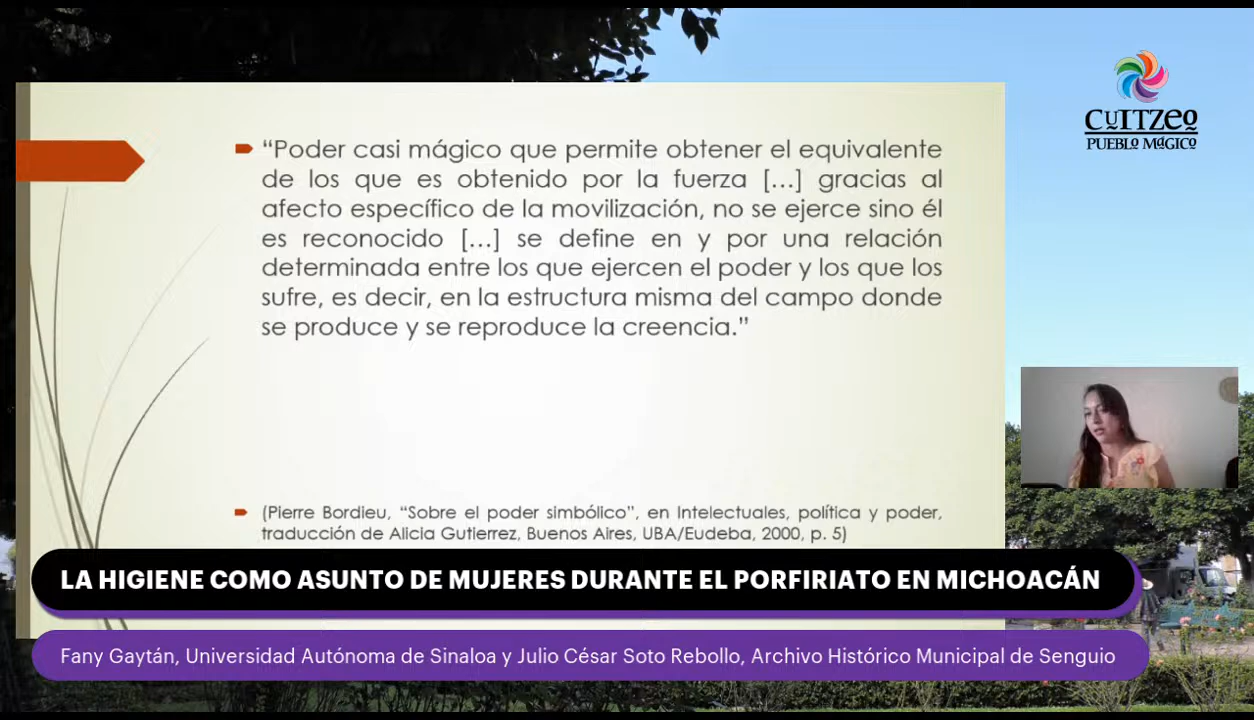 CUITZEO
PUEBLO MÁGICO
“Poder casi mágico que permite obtener el equivalente
de los que es obtenido por la fuerza [...] gracias al
afecto específico de la movilización, no se ejerce sino él
es reconocido [...] se define en y por una relación
determinada entre los que ejercen el poder y los que los
sufre, es decir, en la estructura misma del campo donde
se produce y se reproduce la creencia.”
(Pierre Bordieu, “Sobre el poder simbólico”, en Intelectuales, política y poder,
traducción de Alicia Gutierrez, Buenos Aires, UBA/Eudeba, 2000, p. 5)
LA HIGIENE COMO ASUNTO DE MUJERES DURANTE EL PORFIRIATO EN MICHOACÁN
Fany Gaytán, Universidad Autónoma de Sinaloa y Julio César Soto Rebollo, Archivo Histórico Municipal de Senguio